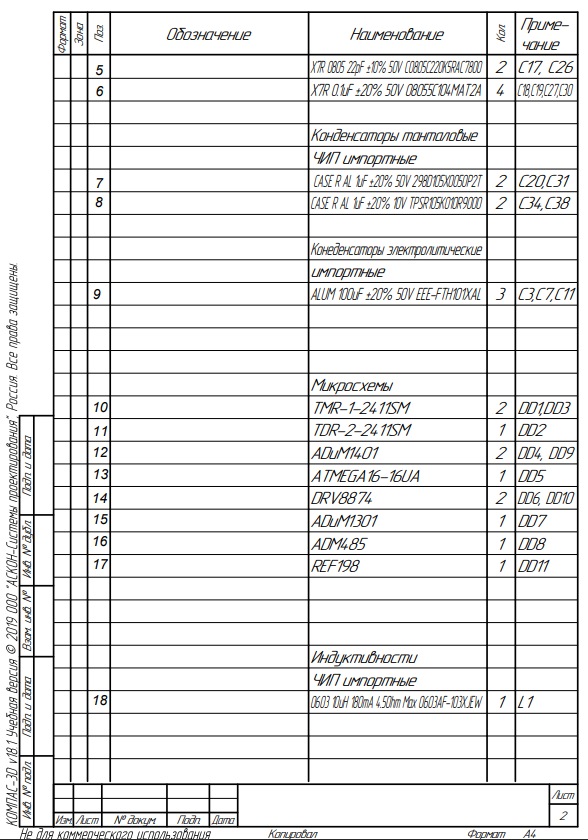 Формат Зона Поз. Обозначение Наименование Кол. Приме-
чание
5 X7R 0805 22pF ±10% 50V C0805C220K5RAC7800 2 C17, C26
6 X7R 0.1uF ±20% 50V 08055C104MAT2A 4 C18,C19,C27,C30
Конденсаторы танталовые
ЧИП импортные
7 CASE R AL 1uF ±20% 50V 298D105X0050P2T 2 C20,C31
8 CASE R AL 1uF ±20% 10V TPSR105K010R9000 2 C34,C38
Конеденсаторы электролитические
импортные
9 ALUM 100uF ±20% 50V EEE-FTH101XAL 3 C3,C7,C11
Микросхемы
10 TMR-1-2411SM 2 DD1,DD3
11 TDR-2-2411SM 1 DD2
12 ADuM1401 2 DD4, DD9
13 ATMEGA16-16UA 1 DD5
14 DRV8874 2 DD6, DD10
15 ADuM1301 1 DD7
16 ADM485 1 DD8
17 REF198 1 DD11
Индуктивности
ЧИП импортные
18 0603 10uH 180mA 4.5Ohm Max 0603AF-103XJEW 1 L1
КОМПАС-3D v18.1 Учебная версия © 2019 ООО "АСКОН-Системы проектирования", Россия. Все права защищены.
Подп. и дата
Инв. № дубл.
Взам. инв. №
Подп. и дата
Инв. № подл.
Изм. Лист № докум. Подп. Дата
Лист
2
Не для коммерческого использования Копировал Формат A4